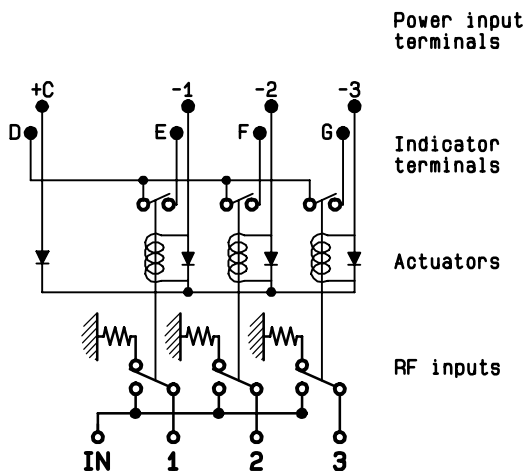 Power input
terminals
+C -1 -2 -3
D E F G
Indicator
terminals
Actuators
RF inputs
IN 1 2 3